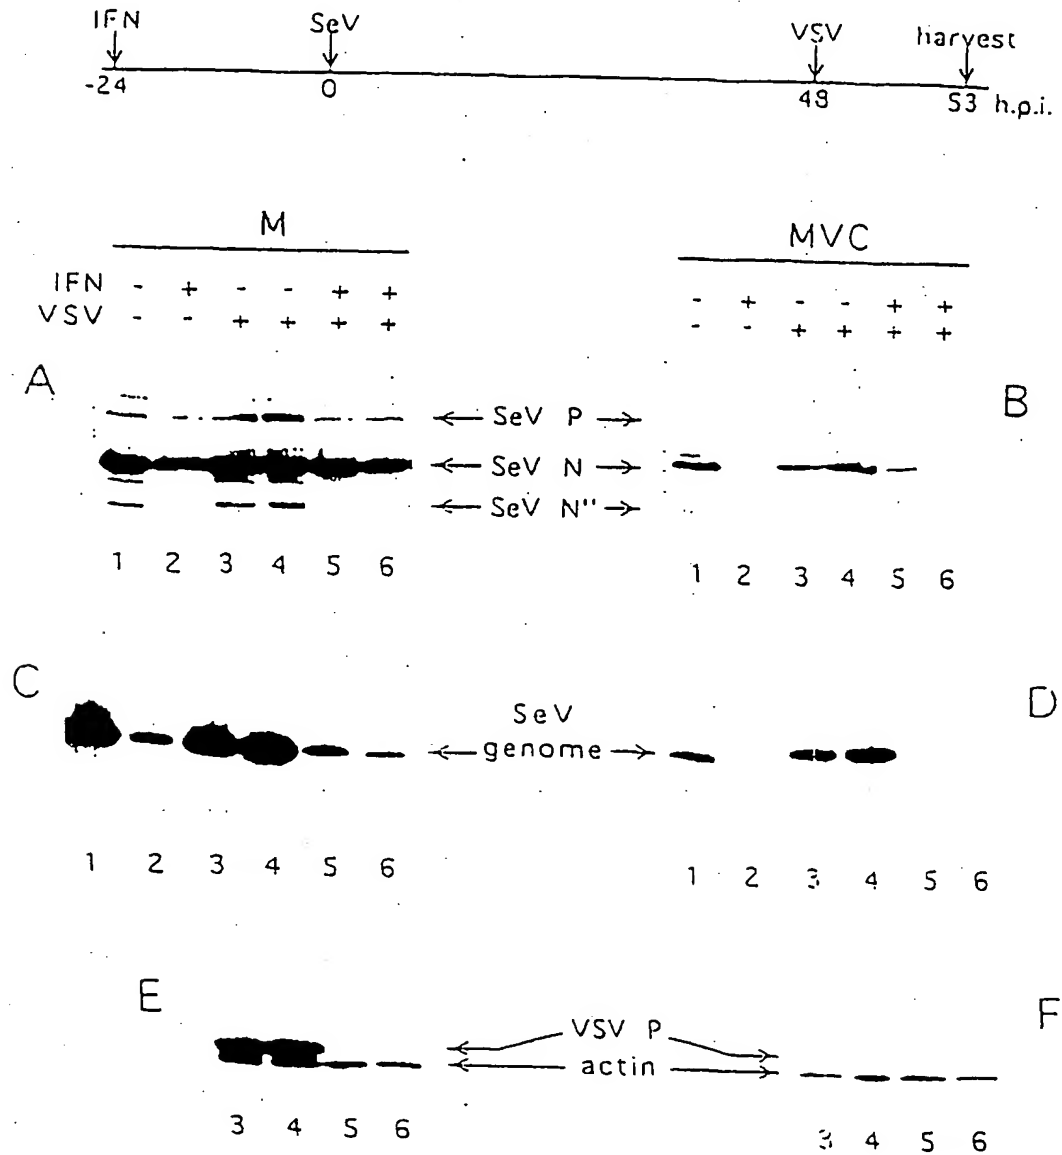 IFN SeV VSV harvest
-24 0 48 53 h.p.i.
M MVC
IFN - + - - + + - + - - + +
VSV - - + + + + - - + + + +
A ← SeV P → B
← SeV N →
← SeV N'' →
1 2 3 4 5 6 1 2 3 4 5 6
C SeV D
← genome →
1 2 3 4 5 6 1 2 3 4 5 6
E VSV P F
actin
3 4 5 6 3 4 5 6